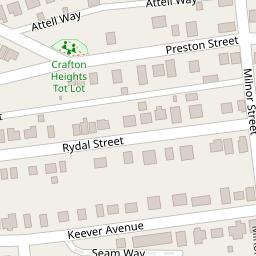 Attell Way
Attell Way
Preston Street
Crafton
Heights
Tot Lot
Milnor Street
Rydal Street
Keever Avenue
Seam Way